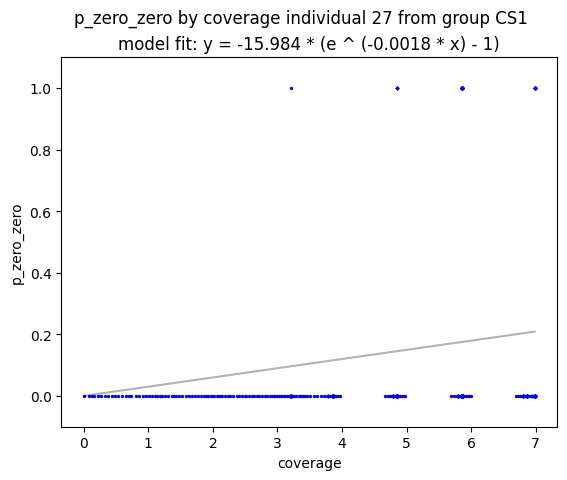 p_zero_zero by coverage individual 27 from group CS1
model fit: y = -15.984 * (e ^ (-0.0018 * x) - 1)
1.0
0.8
0.6
0.4
0.2
0.0
p_zero_zero
0 1 2 3 4 5 6 7
coverage